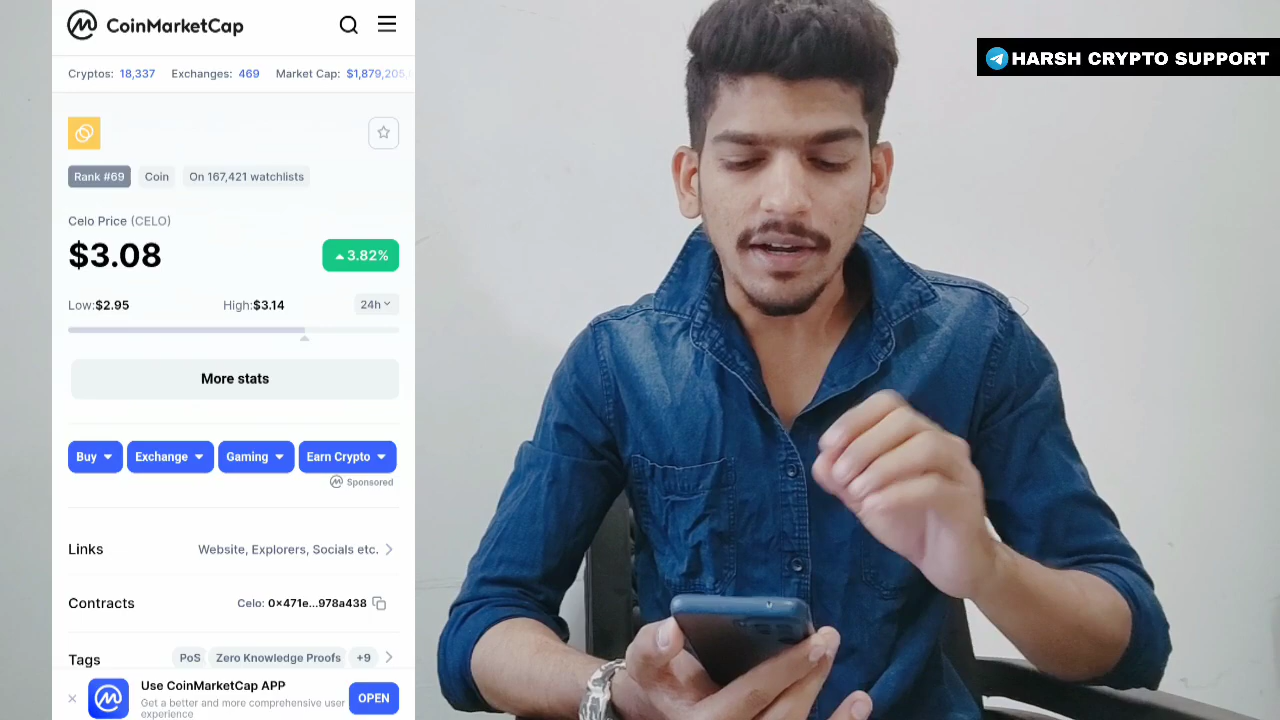 CoinMarketCap
Cryptos: 18,337 Exchanges: 469 Market Cap: $1,879,205,
Rank #69 Coin On 167,421 watchlists
Celo Price (CELO)
$3.08 3.82%
Low:$2.95 High:$3.14 24h
More stats
Buy Exchange Gaming Earn Crypto
Sponsored
Links Website, Explorers, Socials etc.
Contracts Celo: 0x471e...978a438
Tags PoS Zero Knowledge Proofs +9
Use CoinMarketCap APP
Get a better and more comprehensive user
experience
OPEN
HARSH CRYPTO SUPPORT